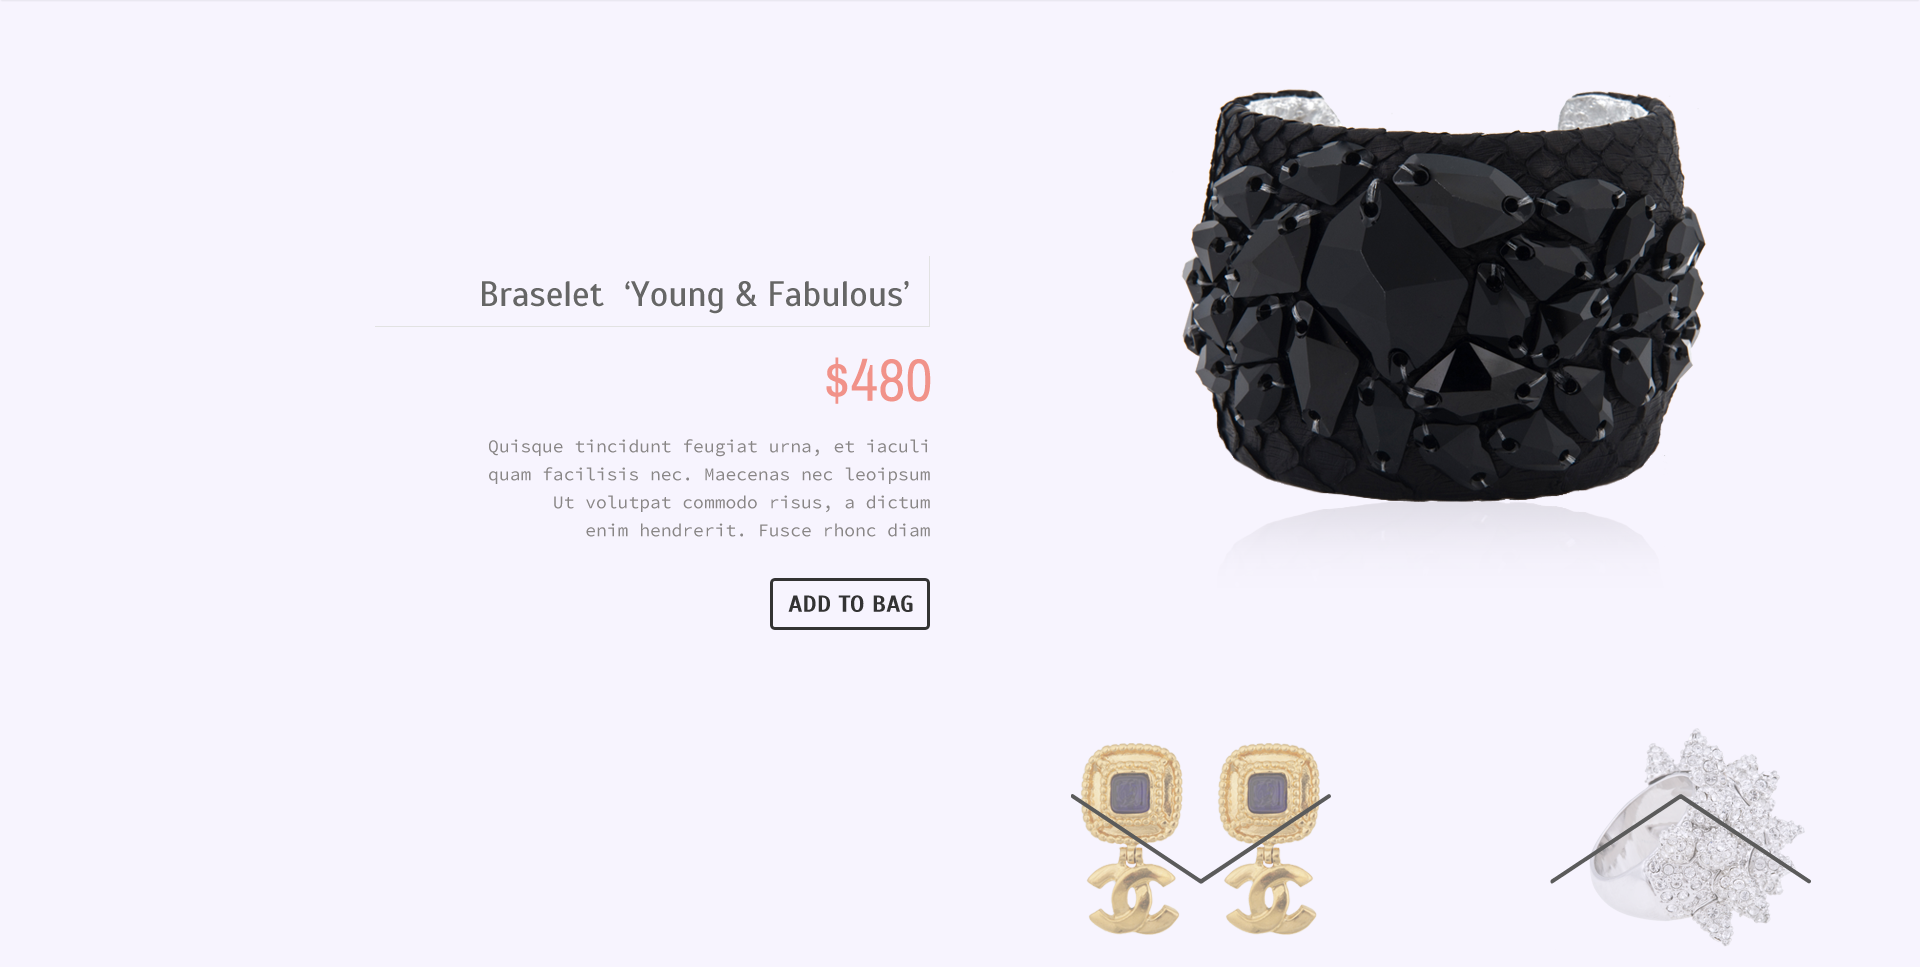 Braselet ‘Young & Fabulous’
$480
Quisque tincidunt feugiat urna, et iaculi
quam facilisis nec. Maecenas nec leoipsum
Ut volutpat commodo risus, a dictum
enim hendrerit. Fusce rhonc diam
ADD TO BAG